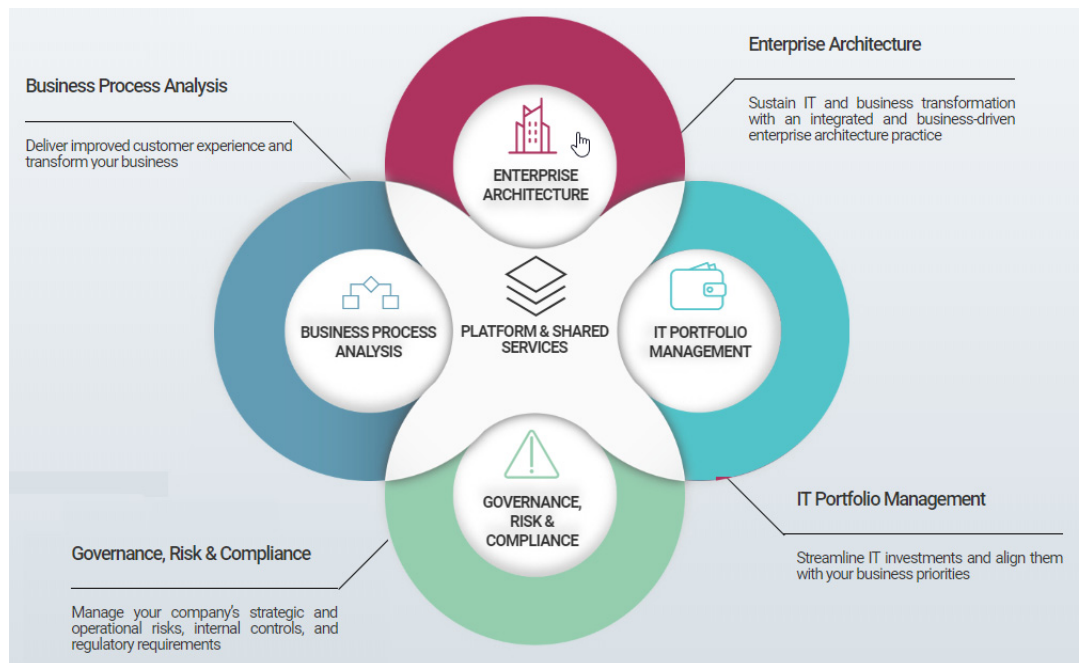 Enterprise Architecture
Sustain IT and business transformation
with an integrated and business-driven
enterprise architecture practice
Business Process Analysis
Deliver improved customer experience and
transform your business
ENTERPRISE
ARCHITECTURE
BUSINESS PROCESS
ANALYSIS
PLATFORM & SHARED
SERVICES
IT PORTFOLIO
MANAGEMENT
GOVERNANCE,
RISK &
COMPLIANCE
IT Portfolio Management
Streamline IT investments and align them
with your business priorities
Governance, Risk & Compliance
Manage your company's strategic and
operational risks, internal controls, and
regulatory requirements